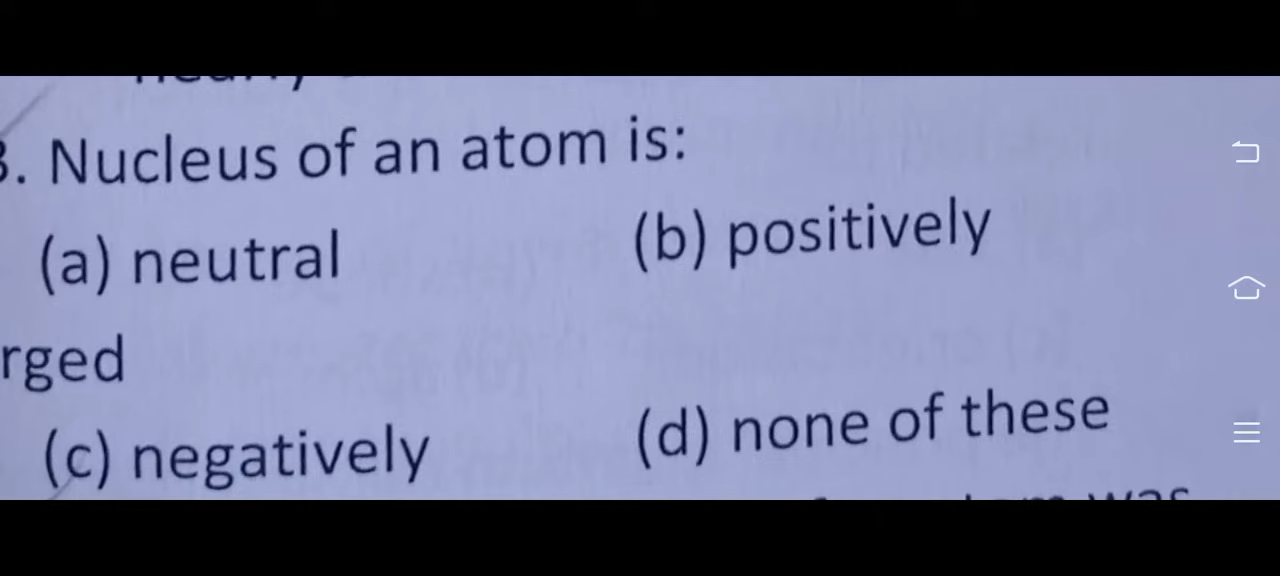 . Nucleus of an atom is:
(a) neutral (b) positively
rged
(c) negatively (d) none of these